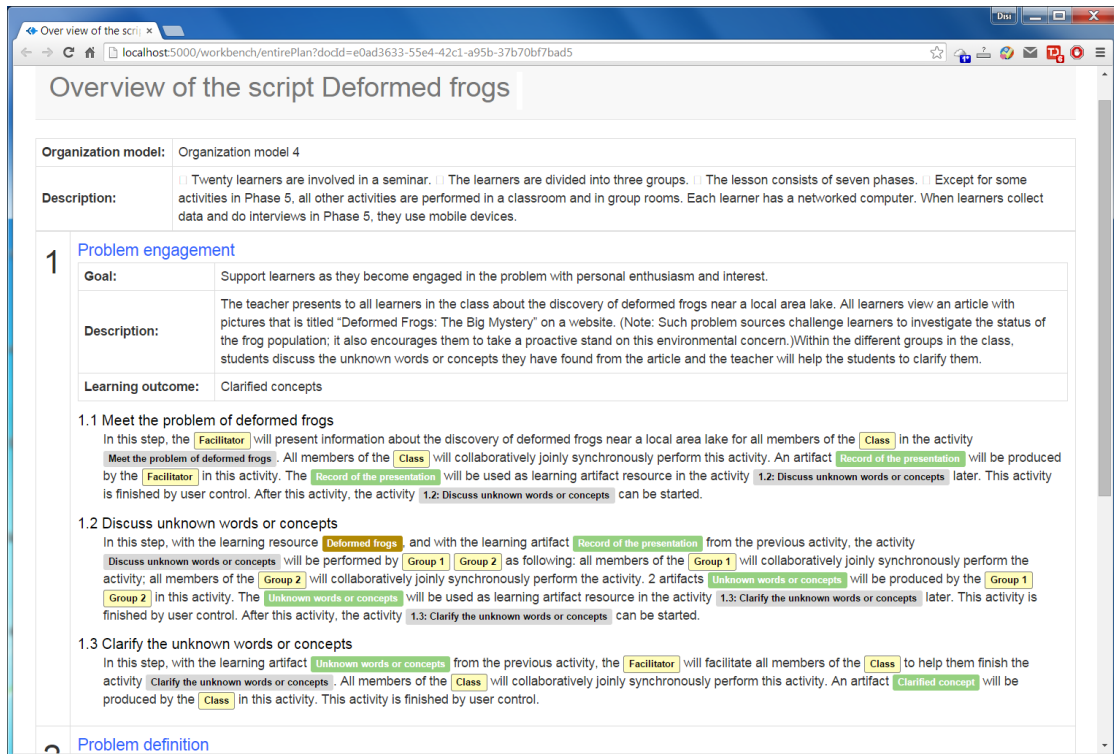 Disi
Over view of the scrip
localhost:5000/workbench/entirePlan?docId=e0ad3633-55e4-42c1-a95b-37b70bf7bad5
Overview of the script Deformed frogs
Organization model: Organization model 4
Description: Twenty learners are involved in a seminar. The learners are divided into three groups. The lesson consists of seven phases. Except for some
activities in Phase 5, all other activities are performed in a classroom and in group rooms. Each learner has a networked computer. When learners collect
data and do interviews in Phase 5, they use mobile devices.
1 Problem engagement
Goal: Support learners as they become engaged in the problem with personal enthusiasm and interest.
Description: The teacher presents to all learners in the class about the discovery of deformed frogs near a local area lake. All learners view an article with
pictures that is titled “Deformed Frogs: The Big Mystery” on a website. (Note: Such problem sources challenge learners to investigate the status of
the frog population; it also encourages them to take a proactive stand on this environmental concern.)Within the different groups in the class,
students discuss the unknown words or concepts they have found from the article and the teacher will help the students to clarify them.
Learning outcome: Clarified concepts
1.1 Meet the problem of deformed frogs
In this step, the Facilitator will present information about the discovery of deformed frogs near a local area lake for all members of the Class in the activity
Meet the problem of deformed frogs . All members of the Class will collaboratively joinly synchronously perform this activity. An artifact Record of the presentation will be produced
by the Facilitator in this activity. The Record of the presentation will be used as learning artifact resource in the activity 1.2: Discuss unknown words or concepts later. This activity
is finished by user control. After this activity, the activity 1.2: Discuss unknown words or concepts can be started.
1.2 Discuss unknown words or concepts
In this step, with the learning resource Deformed frogs , and with the learning artifact Record of the presentation from the previous activity, the activity
Discuss unknown words or concepts will be performed by Group 1 Group 2 as following: all members of the Group 1 will collaboratively joinly synchronously perform the
activity; all members of the Group 2 will collaboratively joinly synchronously perform the activity. 2 artifacts Unknown words or concepts will be produced by the Group 1
Group 2 in this activity. The Unknown words or concepts will be used as learning artifact resource in the activity 1.3: Clarify the unknown words or concepts later. This activity is
finished by user control. After this activity, the activity 1.3: Clarify the unknown words or concepts can be started.
1.3 Clarify the unknown words or concepts
In this step, with the learning artifact Unknown words or concepts from the previous activity, the Facilitator will facilitate all members of the Class to help them finish the
activity Clarify the unknown words or concepts . All members of the Class will collaboratively joinly synchronously perform this activity. An artifact Clarified concept will be
produced by the Class in this activity. This activity is finished by user control.
Problem definition